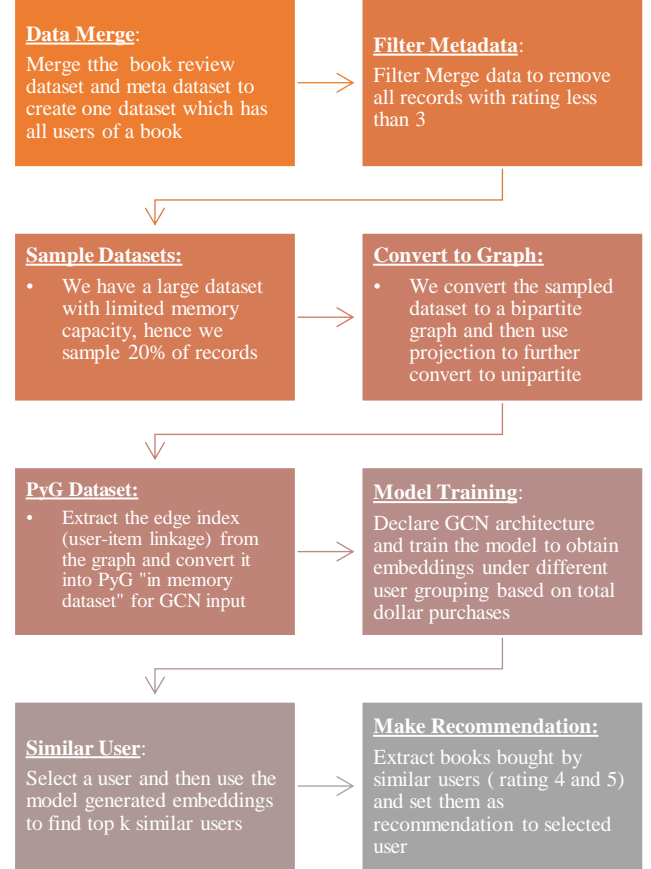 Data Merge:
Merge tthe book review
dataset and meta dataset to
create one dataset which has
all users of a book
Filter Metadata:
Filter Merge data to remove
all records with rating less
than 3
Sample Datasets:
• We have a large dataset
with limited memory
capacity, hence we
sample 20% of records
Convert to Graph:
• We convert the sampled
dataset to a bipartite
graph and then use
projection to further
convert to unipartite
PyG Dataset:
• Extract the edge index
(user-item linkage) from
the graph and convert it
into PyG "in memory
dataset" for GCN input
Model Training:
Declare GCN architecture
and train the model to obtain
embeddings under different
user grouping based on total
dollar purchases
Similar User:
Select a user and then use the
model generated embeddings
to find top k similar users
Make Recommendation:
Extract books bought by
similar users ( rating 4 and 5)
and set them as
recommendation to selected
user